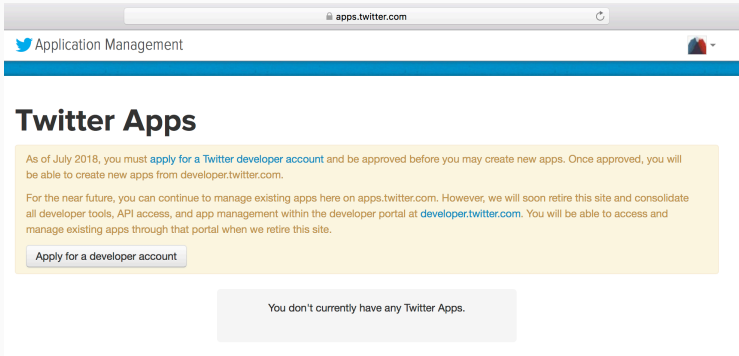 apps.twitter.com
Application Management
Twitter Apps
As of July 2018, you must apply for a Twitter developer account and be approved before you may create new apps. Once approved, you will
be able to create new apps from developer.twitter.com.
For the near future, you can continue to manage existing apps here on apps.twitter.com. However, we will soon retire this site and consolidate
all developer tools, API access, and app management within the developer portal at developer.twitter.com. You will be able to access and
manage existing apps through that portal when we retire this site.
Apply for a developer account
You don't currently have any Twitter Apps.